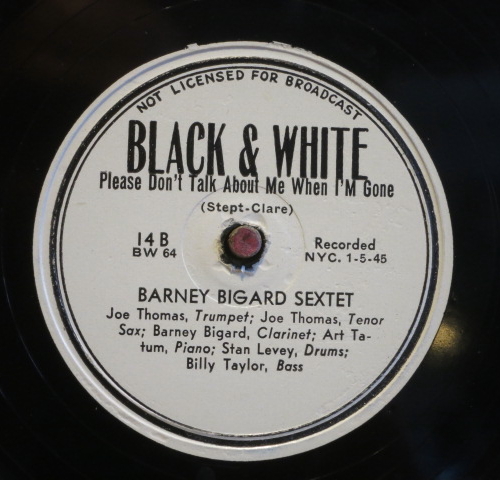 NOT LICENSED FOR BROADCAST
BLACK & WHITE
Please Don't Talk About Me When I'M Gone
(Stept-Clare)
14 B
BW 64
Recorded
NYC. 1-5-45
BARNEY BIGARD SEXTET
Joe Thomas, Trumpet; Joe Thomas, Tenor
Sax; Barney Bigard, Clarinet; Art Ta-
tum, Piano; Stan Levey, Drums;
Billy Taylor, Bass